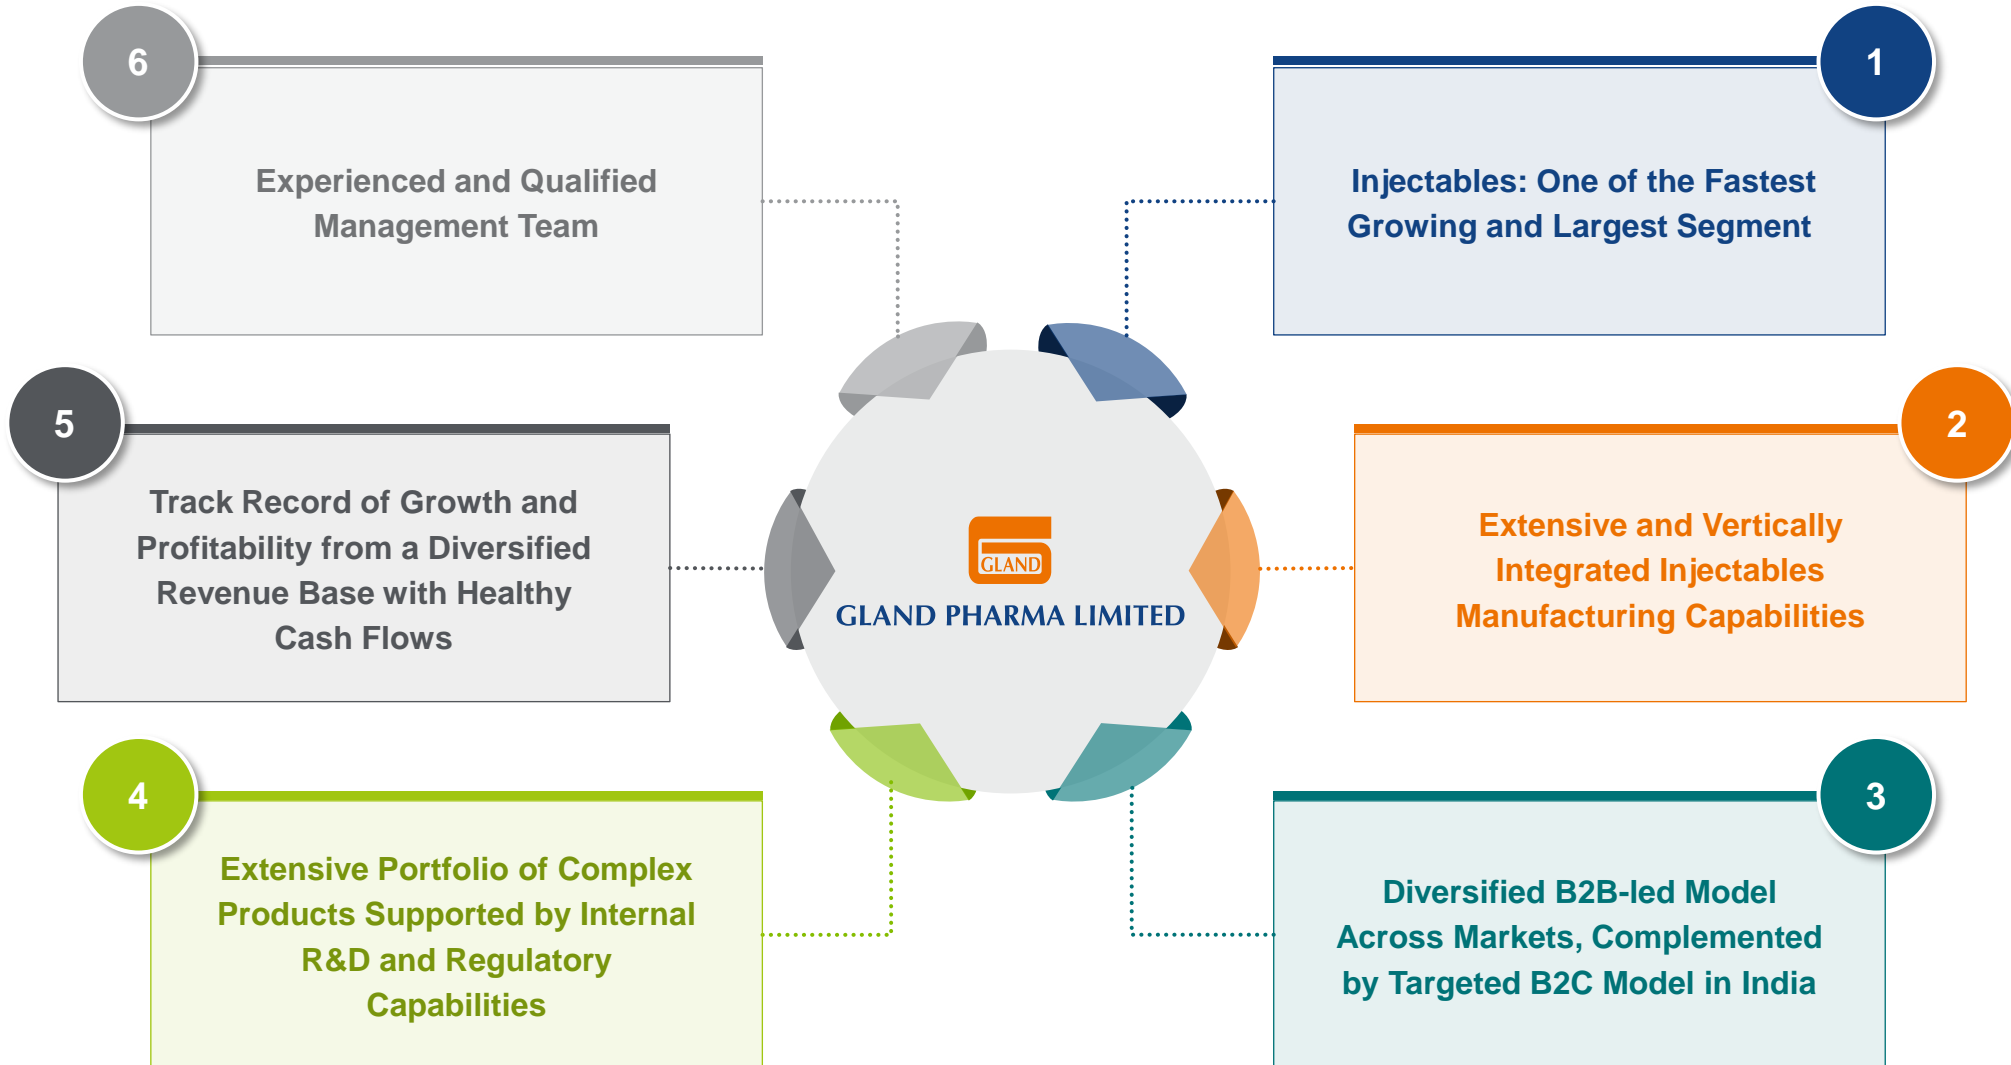 1
Injectables: One of the Fastest
Growing and Largest Segment
2
Extensive and Vertically
Integrated Injectables
Manufacturing Capabilities
3
Diversified B2B-led Model
Across Markets, Complemented
by Targeted B2C Model in India
4
Extensive Portfolio of Complex
Products Supported by Internal
R&D and Regulatory
Capabilities
5
Track Record of Growth and
Profitability from a Diversified
Revenue Base with Healthy
Cash Flows
6
Experienced and Qualified
Management Team
GLAND
GLAND PHARMA LIMITED